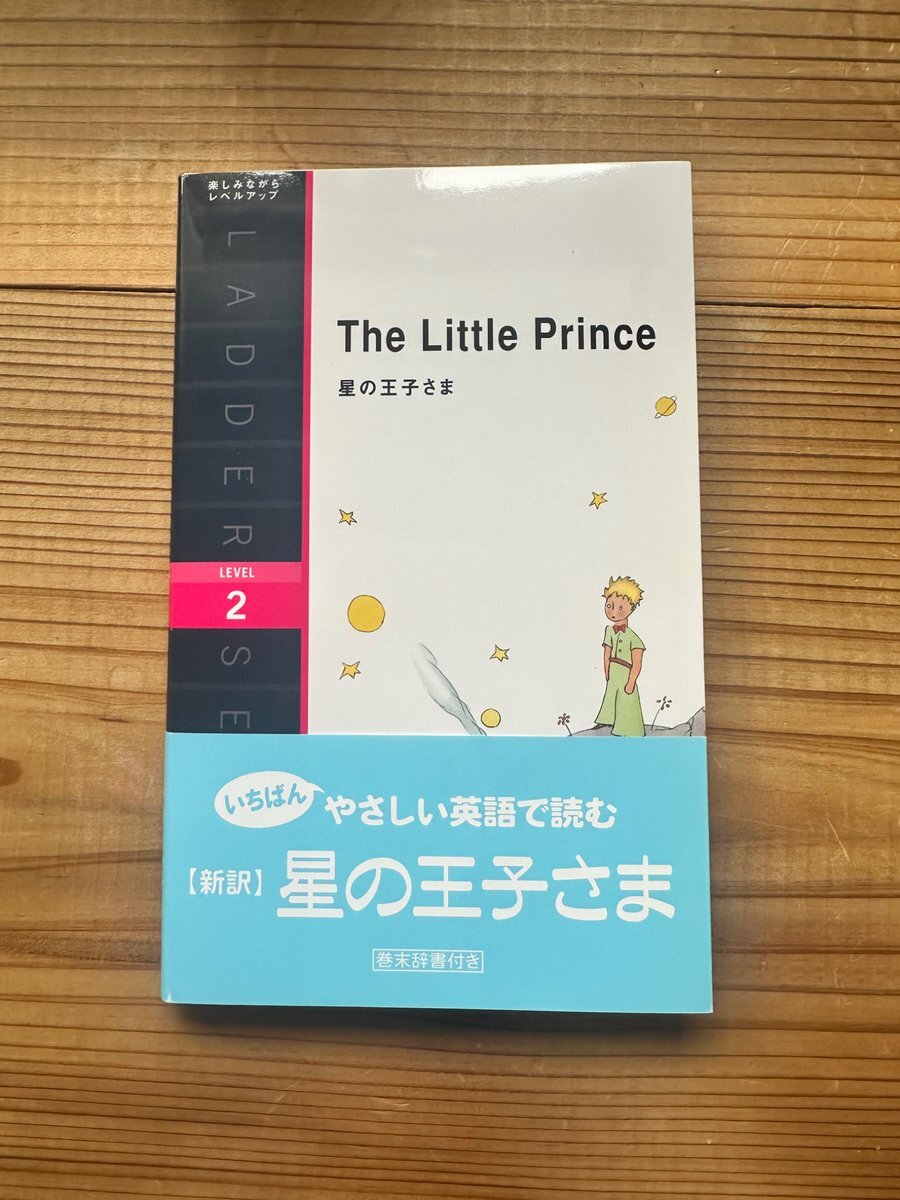 楽しみながら
レベルアップ
LADDER SE
LEVEL
2
The Little Prince
星の王子さま
いちばん
やさしい英語で読む
【新訳】星の王子さま
巻末辞書付き